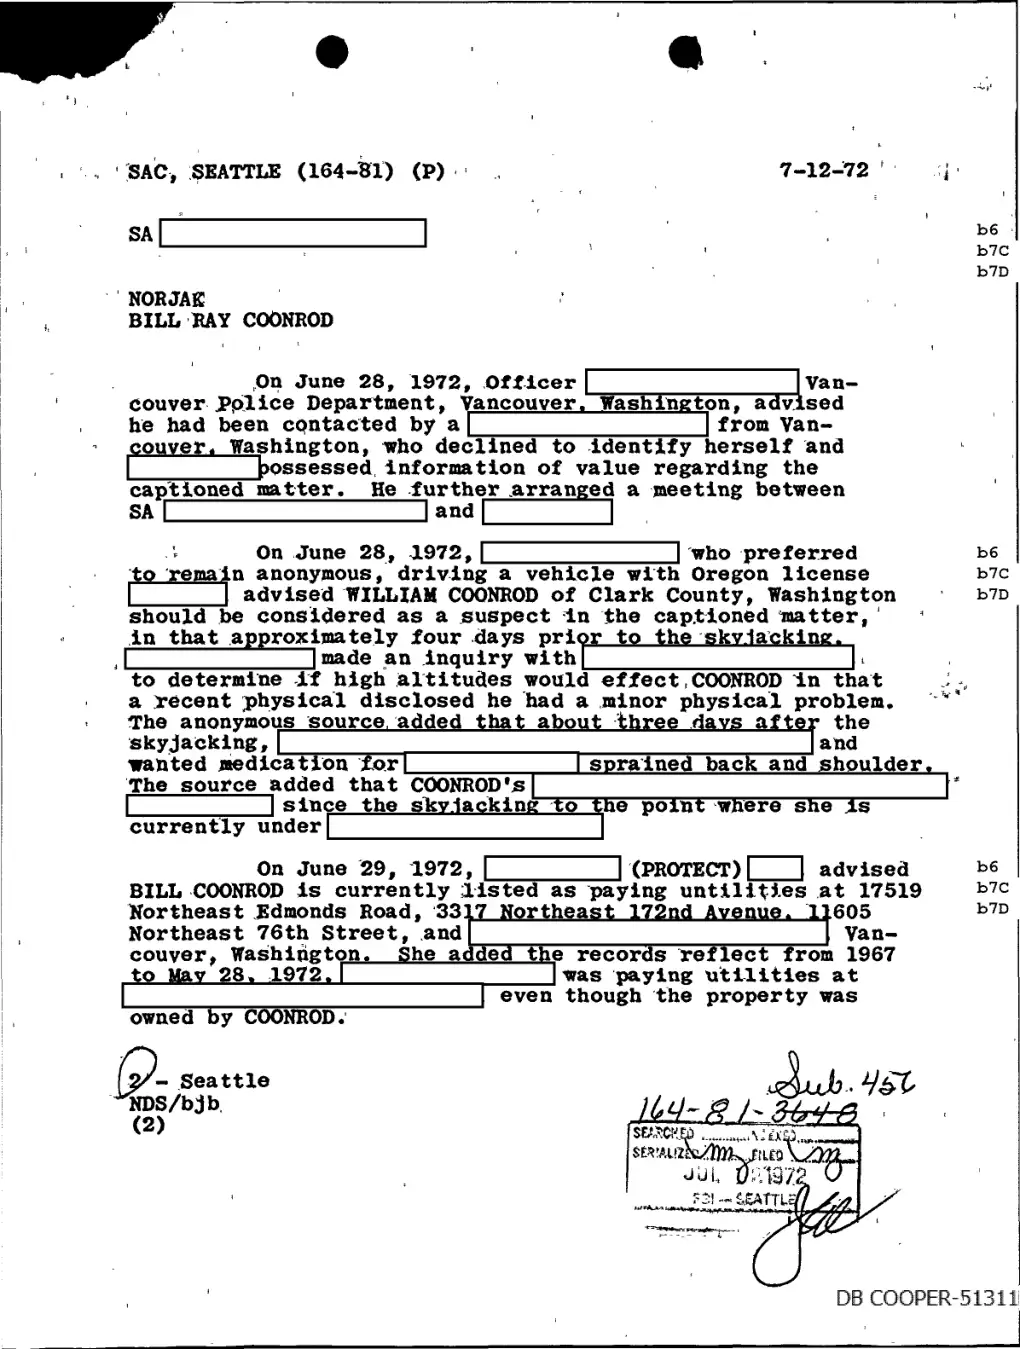 SAC, SEATTLE (164-81) (P) 7-12-72
SA
b6
b7C
b7D
NORJAK
BILL RAY COONROD
On June 28, 1972, Officer Van-
couver Police Department, Vancouver, Washington, advised
he had been contacted by a from Van-
couver, Washington, who declined to identify herself and
possessed information of value regarding the
captioned matter. He further arranged a meeting between
SA and
On June 28, 1972, who preferred b6
to remain anonymous, driving a vehicle with Oregon license b7C
advised WILLIAM COONROD of Clark County, Washington b7D
should be considered as a suspect in the captioned matter,
in that approximately four days prior to the skyjacking,
made an inquiry with
to determine if high altitudes would effect COONROD in that
a recent physical disclosed he had a minor physical problem.
The anonymous source added that about three days after the
skyjacking, and
wanted medication for sprained back and shoulder.
The source added that COONROD's
since the skyjacking to the point where she is
currently under
On June 29, 1972, (PROTECT) advised b6
BILL COONROD is currently listed as paying untilities at 17519 b7C
Northeast Edmonds Road, 3317 Northeast 172nd Avenue, 11605 b7D
Northeast 76th Street, and Van-
couver, Washington. She added the records reflect from 1967
to May 28, 1972, was paying utilities at
even though the property was
owned by COONROD.
2 - Seattle
NDS/bjb
(2)
Sub. 457
164-81-3648
SEARCHED INDEXED
SERIALIZED FILED
JUL 1972
FBI - SEATTLE
DB COOPER-51311